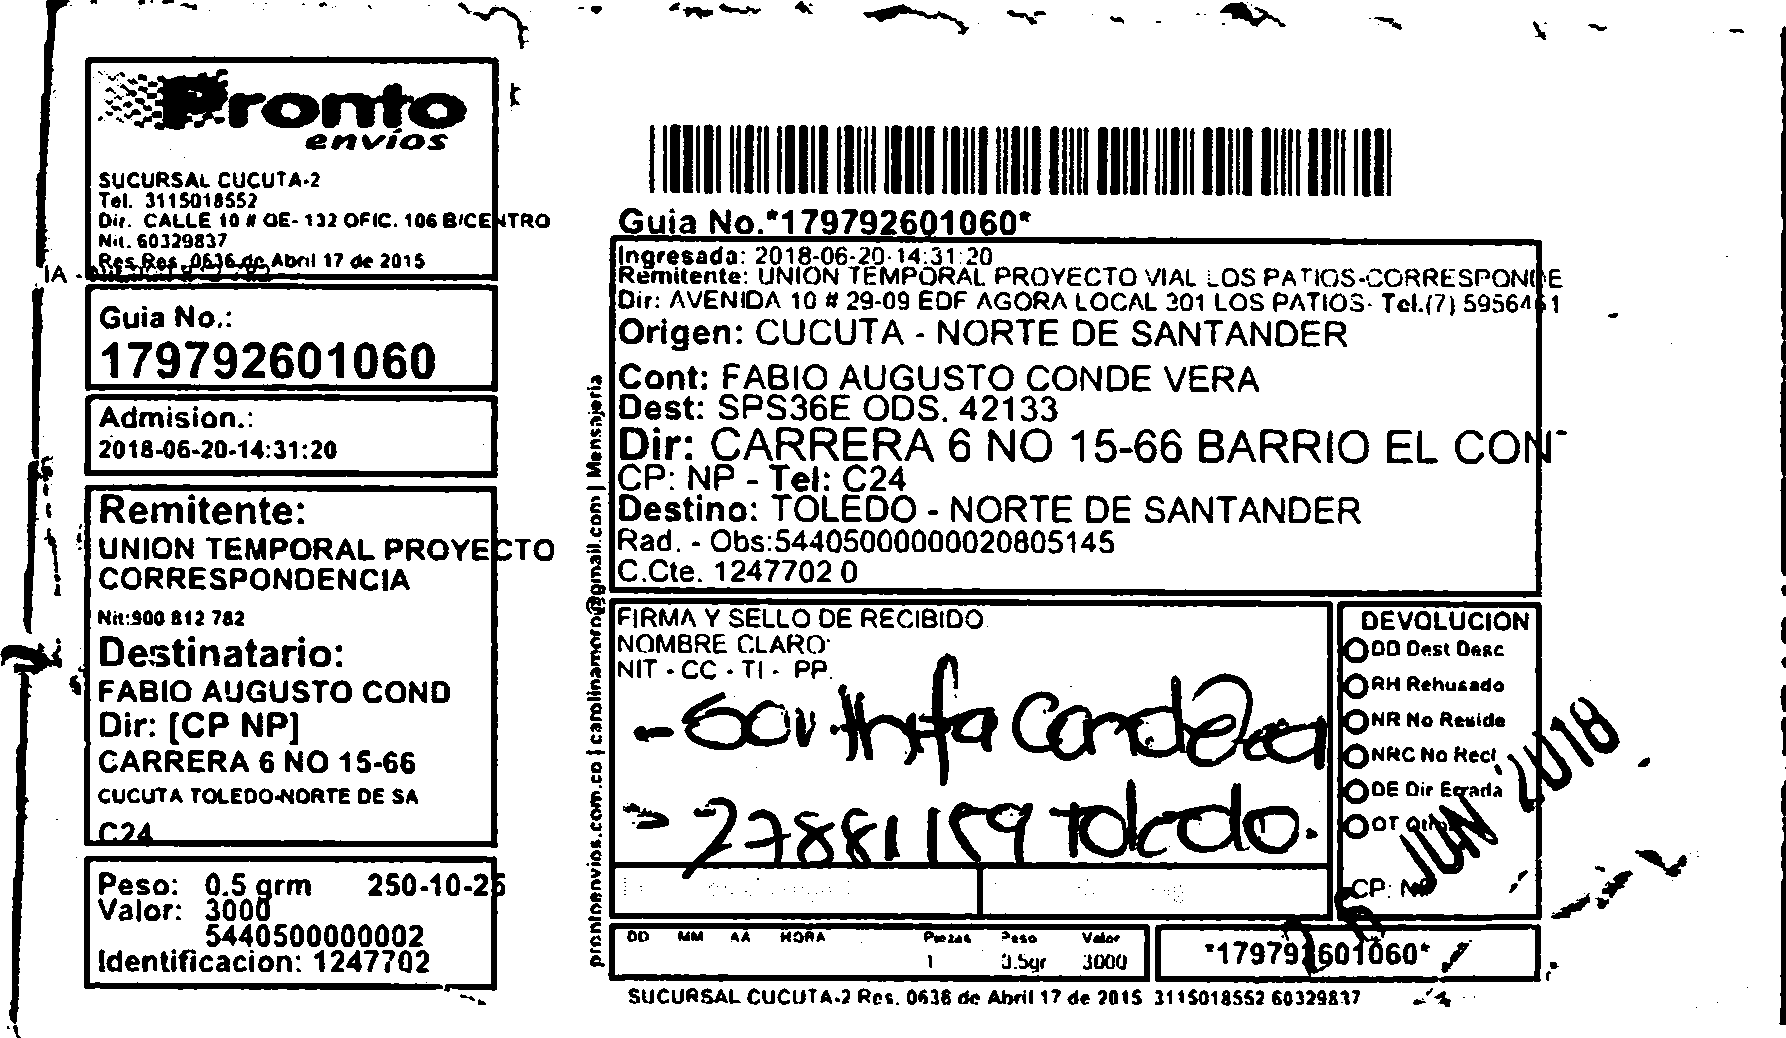 Pronto
envíos
SUCURSAL CUCUTA-2
Tel. 3115018552
Dir. CALLE 10 # OE- 132 OFIC. 106 B/CENTRO
Nit. 60329837
Res.Res. 0636 de Abril 17 de 2015
Guia No.:
179792601060
Admision.:
2018-06-20-14:31:20
Remitente:
UNION TEMPORAL PROYECTO
CORRESPONDENCIA
Nit:900 812 782
Destinatario:
FABIO AUGUSTO COND
Dir: [CP NP]
CARRERA 6 NO 15-66
CUCUTA TOLEDO-NORTE DE SA
C24
Peso: 0.5 grm 250-10-25
Valor: 3000
5440500000002
Identificacion: 1247702
prontoenvios.com.co | carolinamoro@gmail.com | Mensajeria
Guia No.*179792601060*
Ingresada: 2018-06-20-14:31:20
Remitente: UNION TEMPORAL PROYECTO VIAL LOS PATIOS-CORRESPONDE
Dir: AVENIDA 10 # 29-09 EDF AGORA LOCAL 301 LOS PATIOS- Tel.(7) 5956461
Origen: CUCUTA - NORTE DE SANTANDER
Cont: FABIO AUGUSTO CONDE VERA
Dest: SPS36E ODS. 42133
Dir: CARRERA 6 NO 15-66 BARRIO EL CON
CP: NP - Tel: C24
Destino: TOLEDO - NORTE DE SANTANDER
Rad. - Obs:54405000000020805145
C.Cte. 1247702 0
FIRMA Y SELLO DE RECIBIDO
NOMBRE CLARO:
NIT - CC - TI - PP.
- 27881159 Toledo.
DEVOLUCION
DD Dest Desc
RH Rehusado
NR No Reside
NRC No Recl
DE Dir Errada
OT Otro
CP: NP
JUN 2018
DD MM AA HORA Piezas Peso Valor
1 0.5gr 3000
*179792601060*
SUCURSAL CUCUTA-2 Res. 0636 de Abril 17 de 2015 3115018552 60329837